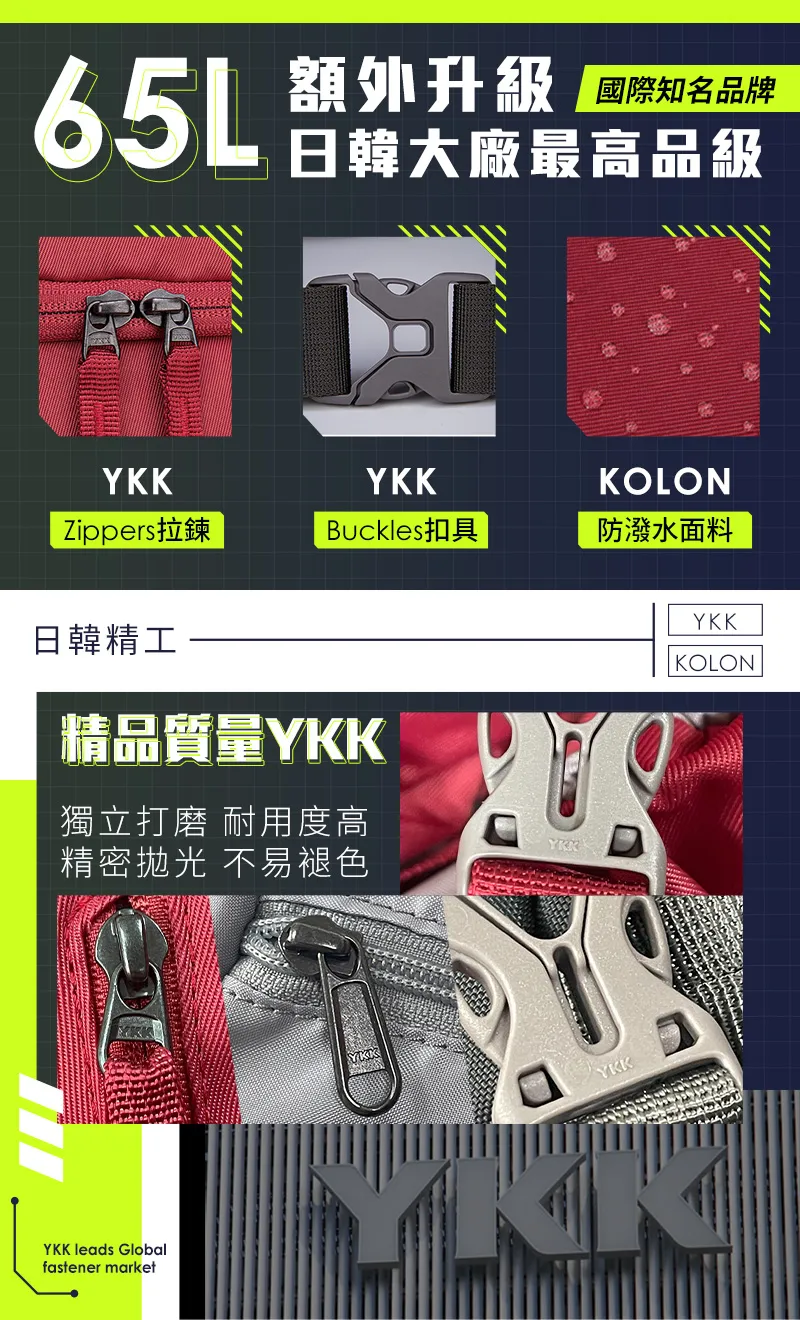 65L
額外升級
國際知名品牌
日韓大廠最高品級
YKK
Zippers拉鍊
YKK
Buckles扣具
KOLON
防潑水面料
日韓精工
YKK
KOLON
精品質量YKK
獨立打磨 耐用度高
精密拋光 不易褪色
YKK
YKK
YKK
YKK
YKK
YKK leads Global
fastener market